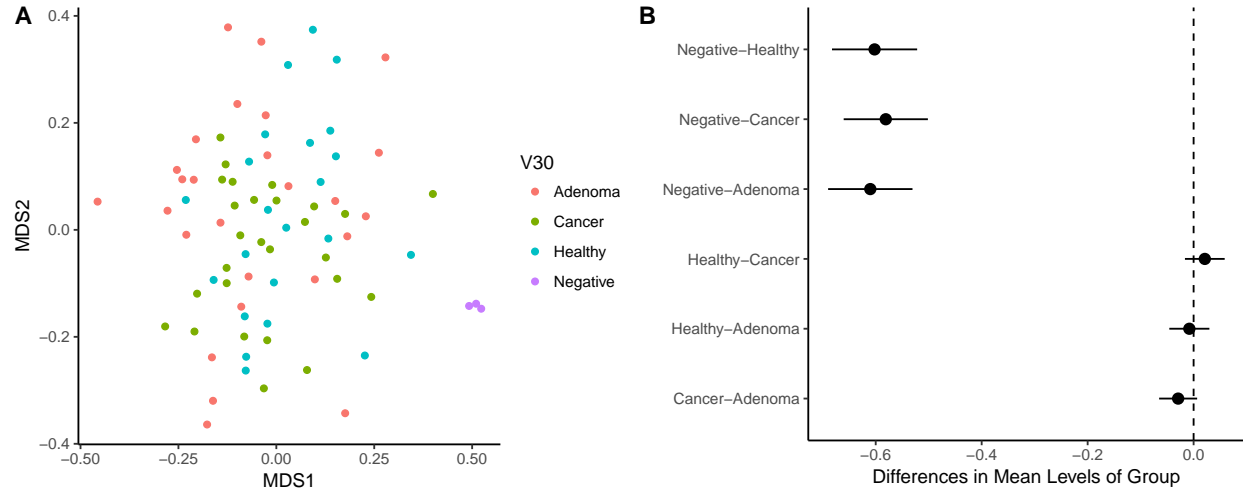 A
0.4
0.2
0.0
−0.2
−0.4
MDS2
−0.50
−0.25
0.00
0.25
0.50
MDS1
V30
Adenoma
Cancer
Healthy
Negative
B
Negative−Healthy
Negative−Cancer
Negative−Adenoma
Healthy−Cancer
Healthy−Adenoma
Cancer−Adenoma
−0.6
−0.4
−0.2
0.0
Differences in Mean Levels of Group